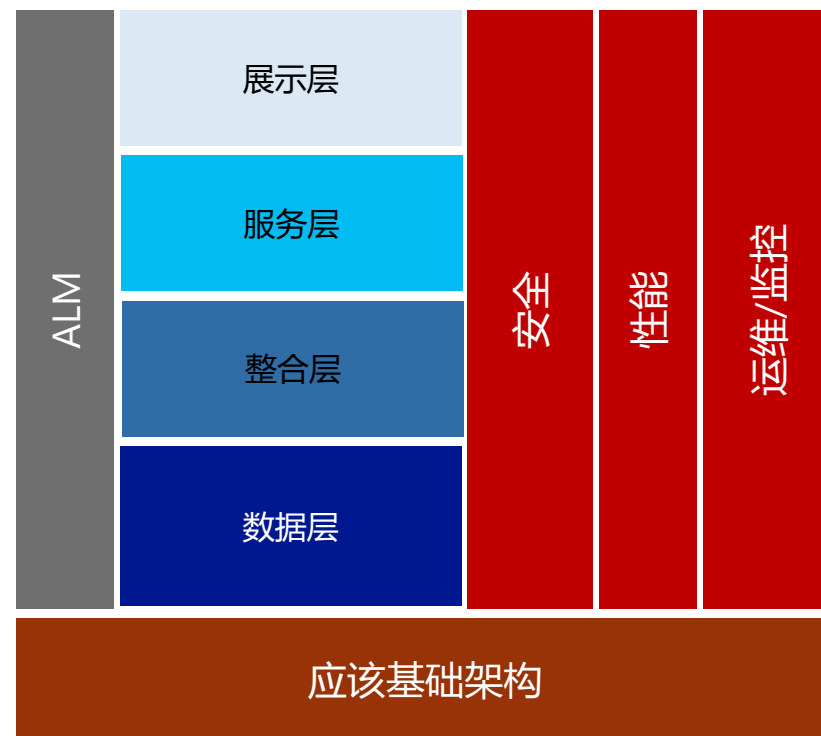 ALM
展示层
服务层
整合层
数据层
安全
性能
运维/监控
应该基础架构